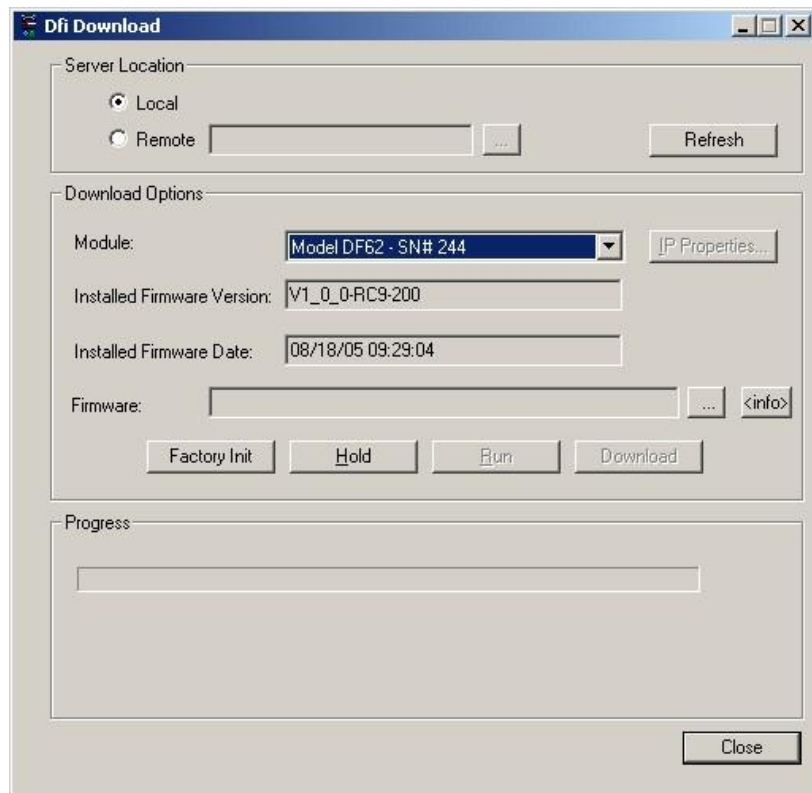 Dfi Download
Server Location
Local
Remote ... Refresh
Download Options
Module: Model DF62 - SN# 244 IP Properties...
Installed Firmware Version: V1_0_0-RC9-200
Installed Firmware Date: 08/18/05 09:29:04
Firmware: ... <info>
Factory Init Hold Run Download
Progress
Close